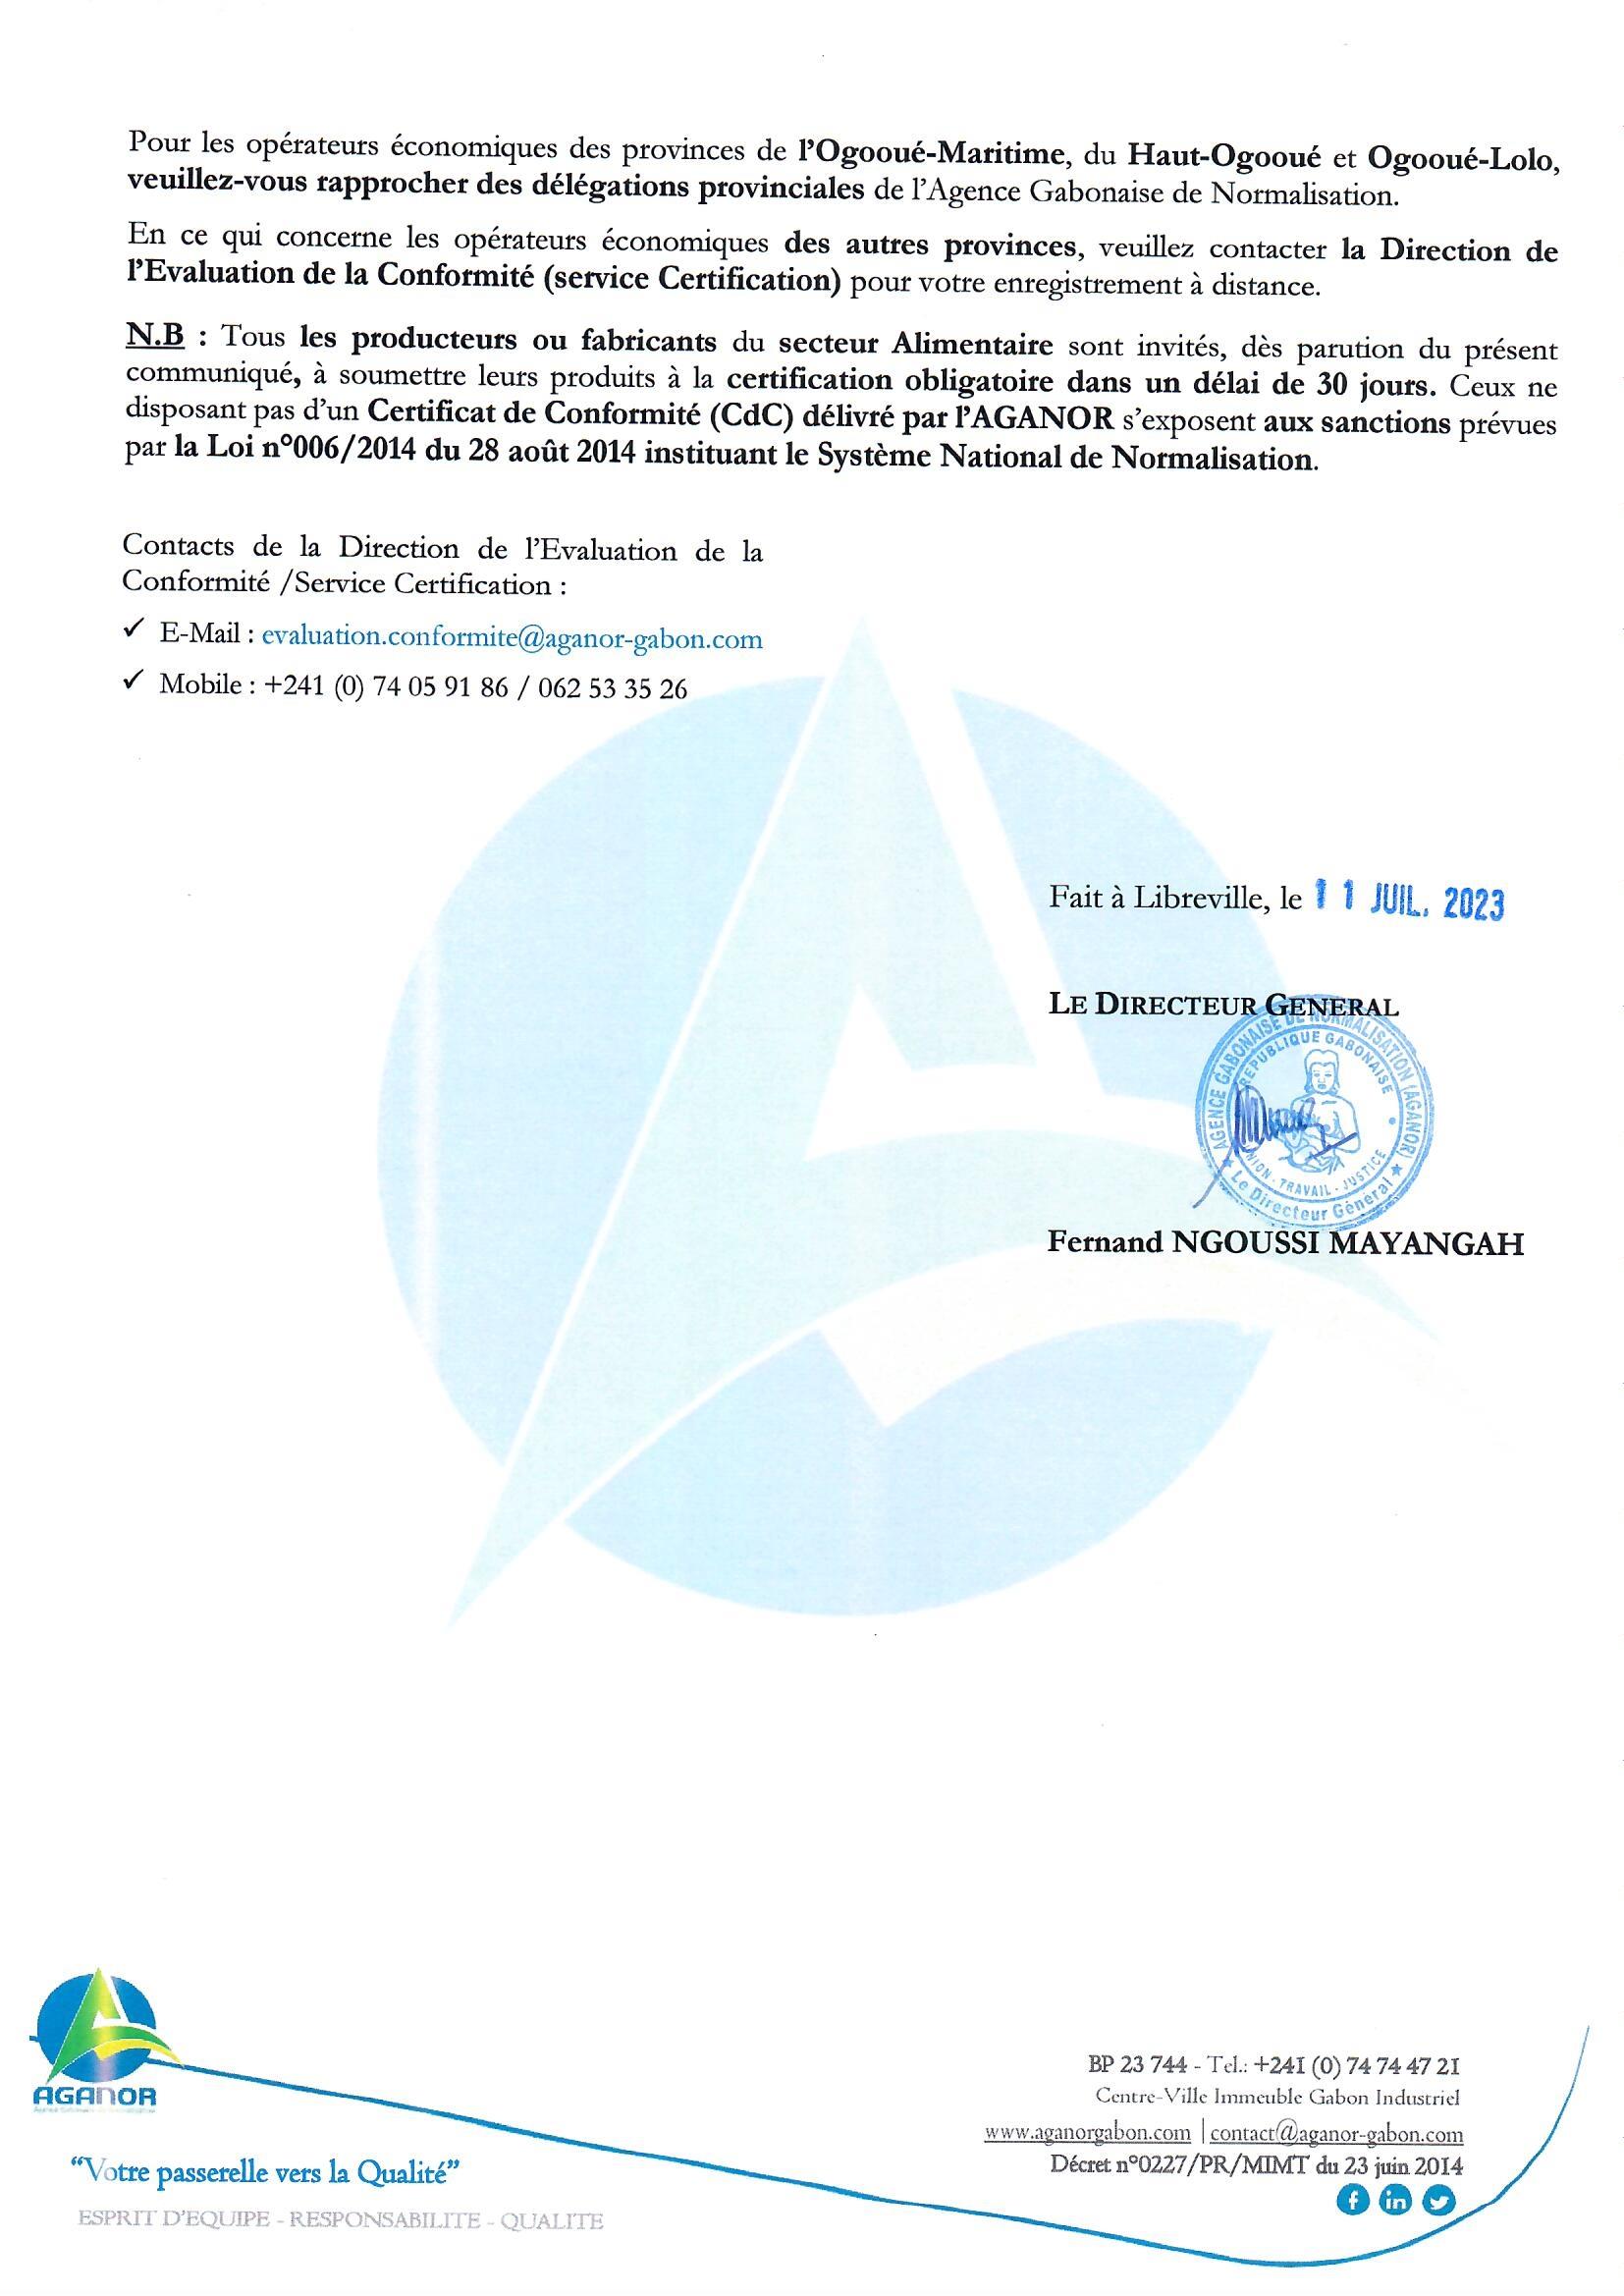 Pour les opérateurs économiques des provinces de l'Ogooué-Maritime, du Haut-Ogooué et Ogooué-Lolo,
veuillez-vous rapprocher des délégations provinciales de l'Agence Gabonaise de Normalisation.
En ce qui concerne les opérateurs économiques des autres provinces, veuillez contacter la Direction de
l'Evaluation de la Conformité (service Certification) pour votre enregistrement à distance.
N.B : Tous les producteurs ou fabricants du secteur Alimentaire sont invités, dès parution du présent
communiqué, à soumettre leurs produits à la certification obligatoire dans un délai de 30 jours. Ceux ne
disposant pas d'un Certificat de Conformité (CdC) délivré par l'AGANOR s'exposent aux sanctions prévues
par la Loi n°006/2014 du 28 août 2014 instituant le Système National de Normalisation.
Contacts de la Direction de l'Evaluation de la
Conformité /Service Certification :
✓ E-Mail : evaluation.conformite@aganor-gabon.com
✓ Mobile : +241 (0) 74 05 91 86 / 062 53 35 26
Fait à Libreville, le 11 JUIL. 2023
LE DIRECTEUR GENERAL
AGENCE GABONAISE DE NORMALISATION (AGANOR)
REPUBLIQUE GABONAISE
UNION - TRAVAIL - JUSTICE
Le Directeur Général
Fernand NGOUSSI MAYANGAH
AGANOR
"Votre passerelle vers la Qualité"
ESPRIT D'EQUIPE - RESPONSABILITE - QUALITE
BP 23 744 - Tel.: +241 (0) 74 74 47 21
Centre-Ville Immeuble Gabon Industriel
www.aganorgabon.com | contact@aganor-gabon.com
Décret n°0227/PR/MIMT du 23 juin 2014